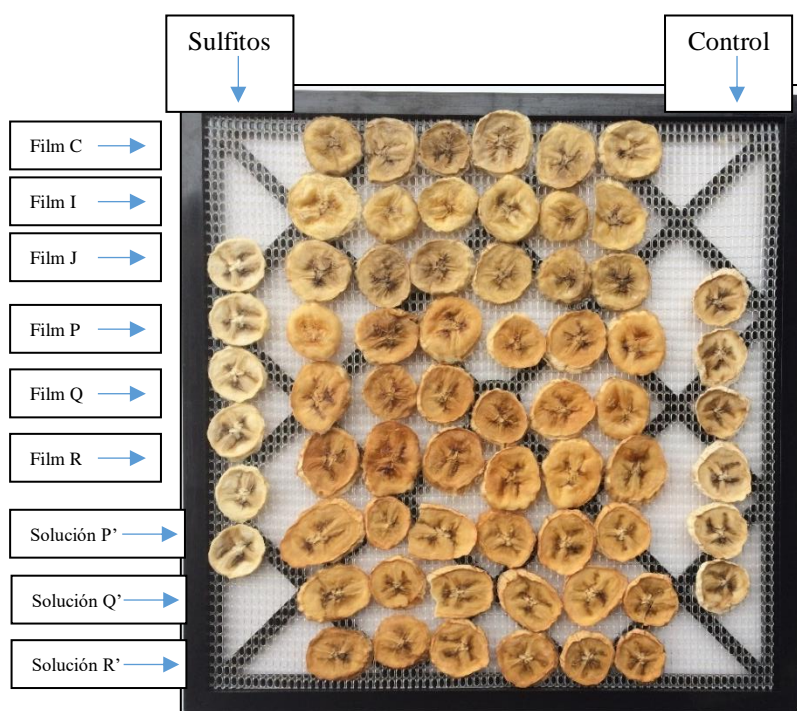 Sulfitos
Control
Film C
Film I
Film J
Film P
Film Q
Film R
Solución P’
Solución Q’
Solución R’